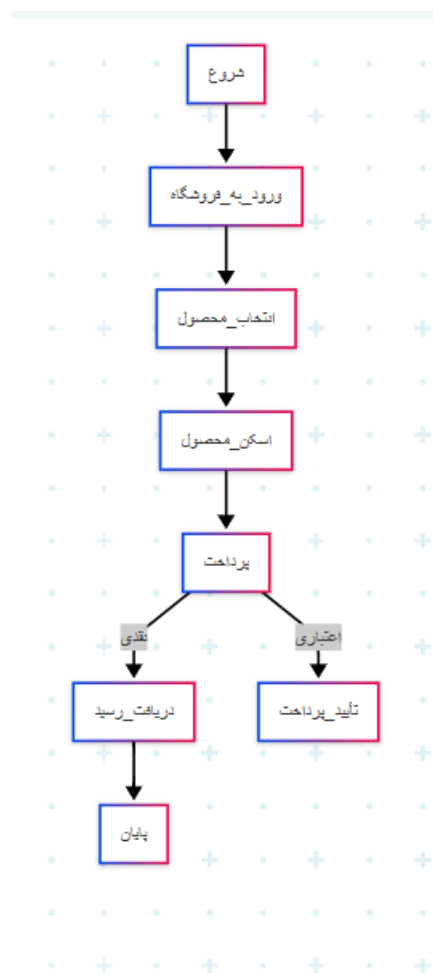 شروع
ورود_به_فروشگاه
انتخاب_محصول
اسکن_محصول
پرداخت
نقدی
اعتباری
دریافت_رسید
تأیید_پرداخت
پایان